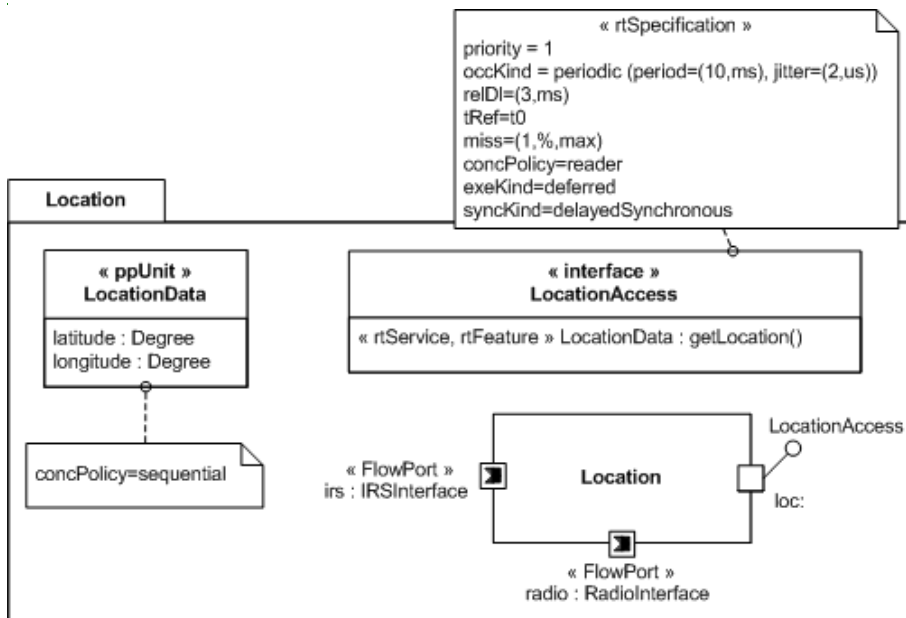 « rtSpecification »
priority = 1
occKind = periodic (period=(10,ms), jitter=(2,us))
relDl=(3,ms)
tRef=t0
miss=(1,%,max)
concPolicy=reader
exeKind=deferred
syncKind=delayedSynchronous
Location
« ppUnit »
LocationData
latitude : Degree
longitude : Degree
concPolicy=sequential
« interface »
LocationAccess
« rtService, rtFeature » LocationData : getLocation()
« FlowPort »
irs : IRSInterface
Location
LocationAccess
loc:
« FlowPort »
radio : RadioInterface